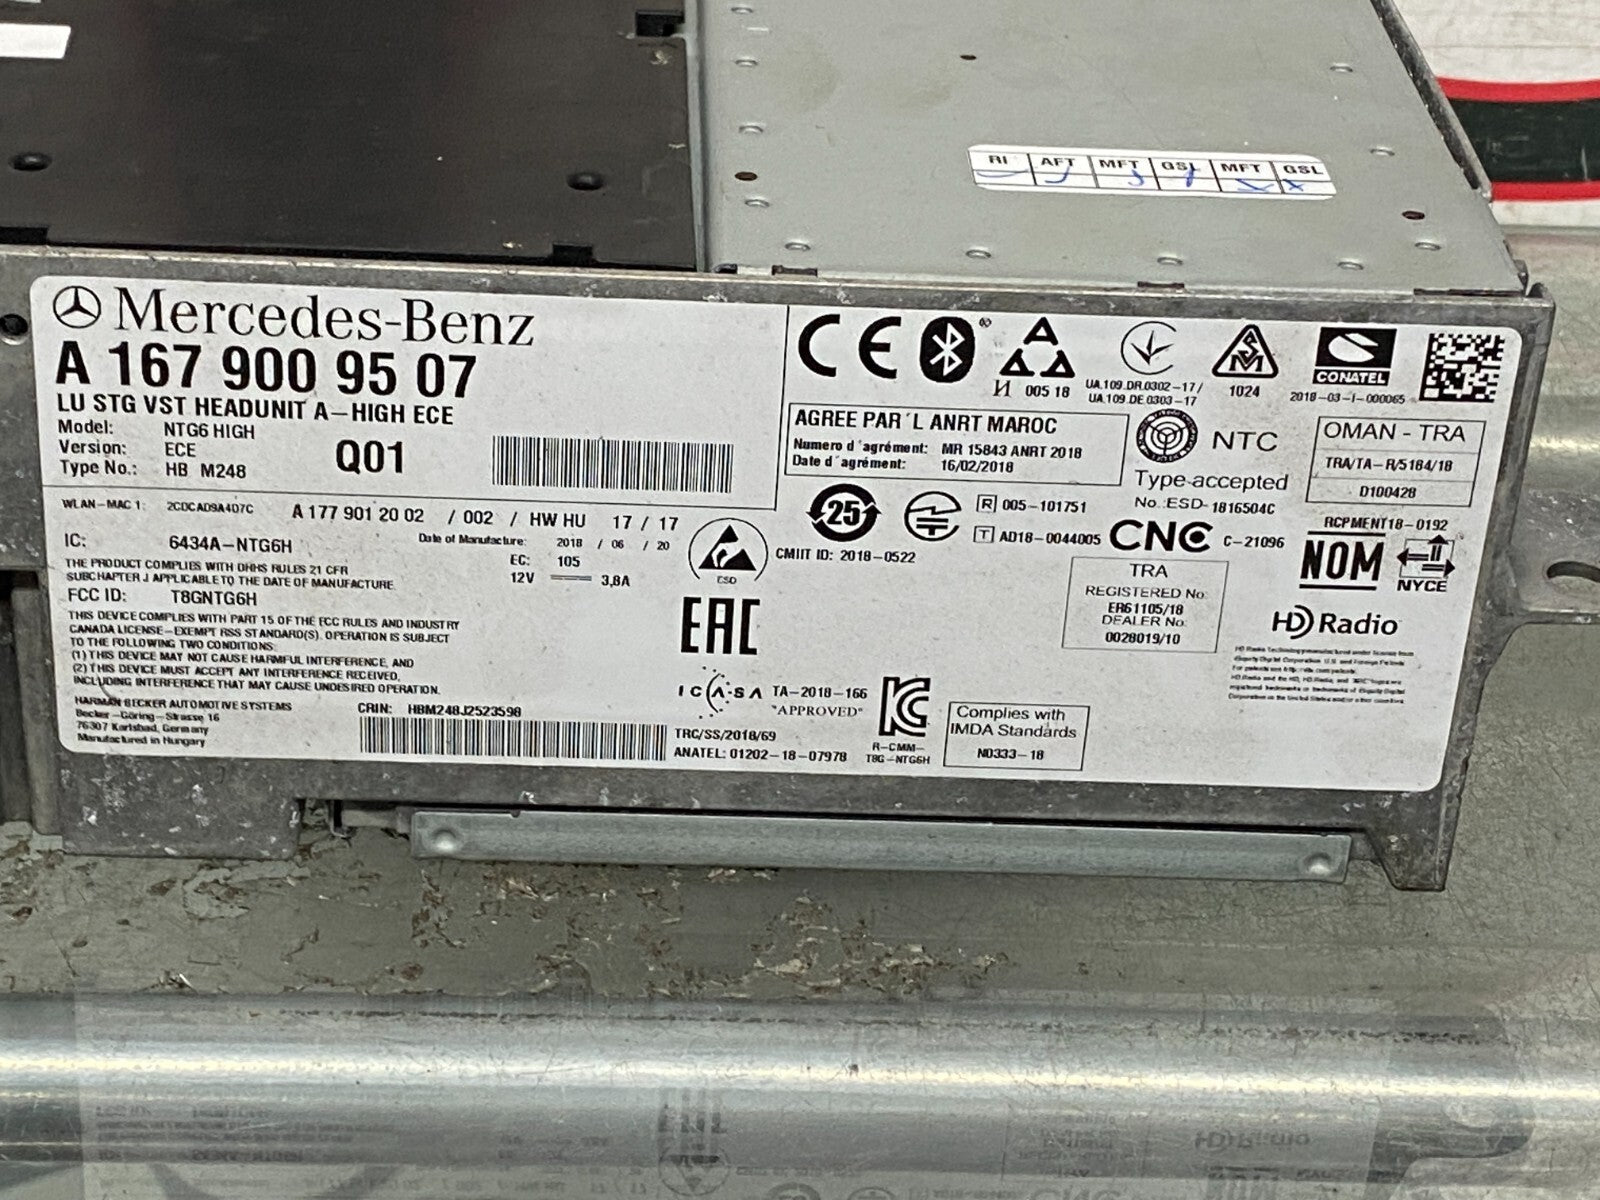 RI AFT MFT GSL MFT GSL
Mercedes-Benz
A 167 900 95 07
LU STG VST HEADUNIT A-HIGH ECE
Model: NTG6 HIGH
Version: ECE
Type No.: HB M248
Q01
WLAN-MAC 1: 2CDCAD9A4D7C
A 177 901 20 02 / 002 / HW HU 17 / 17
Date of Manufacture: 2018 / 06 / 20
IC: 6434A-NTG6H
EC: 105
12V 3,8A
THE PRODUCT COMPLIES WITH DHHS RULES 21 CFR
SUBCHAPTER J APPLICABLE TO THE DATE OF MANUFACTURE
FCC ID: T8GNTG6H
THIS DEVICE COMPLIES WITH PART 15 OF THE FCC RULES AND INDUSTRY
CANADA LICENSE-EXEMPT RSS STANDARD(S). OPERATION IS SUBJECT
TO THE FOLLOWING TWO CONDITIONS:
(1) THIS DEVICE MAY NOT CAUSE HARMFUL INTERFERENCE, AND
(2) THIS DEVICE MUST ACCEPT ANY INTERFERENCE RECEIVED,
INCLUDING INTERFERENCE THAT MAY CAUSE UNDESIRED OPERATION.
HARMAN BECKER AUTOMOTIVE SYSTEMS
Becker-Göring-Strasse 16
76307 Karlsbad, Germany
Manufactured in Hungary
CRIN: HBM248J2523598
CE
®
И 005 18
UA.109.DR.0302-17/
UA.109.DE.0303-17
1024
CONATEL
2018-03-I-000065
AGREE PAR´L ANRT MAROC
Numero d´agrément: MR 15843 ANRT 2018
Date d´agrément: 16/02/2018
NTC
Type-accepted
No.:ESD-1816504C
OMAN - TRA
TRA/TA-R/5184/18
D100428
25
R 005-101751
T AD18-0044005
CMIIT ID: 2018-0522
CNC C-21096
RCPMENT18-0192
NOM
NYCE
ESD
EAC
TRA
REGISTERED No:
ER61105/18
DEALER No:
0028019/10
HD Radio
ICASA TA-2018-166
"APPROVED"
TRC/SS/2018/69
ANATEL: 01202-18-07978
R-CMM-
T8G-NTG6H
Complies with
IMDA Standards
N0333-18